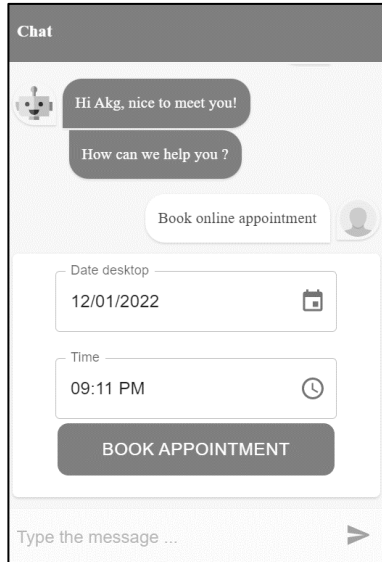 Chat
Hi Akg, nice to meet you!
How can we help you ?
Book online appointment
Date desktop
12/01/2022
Time
09:11 PM
BOOK APPOINTMENT
Type the message ...